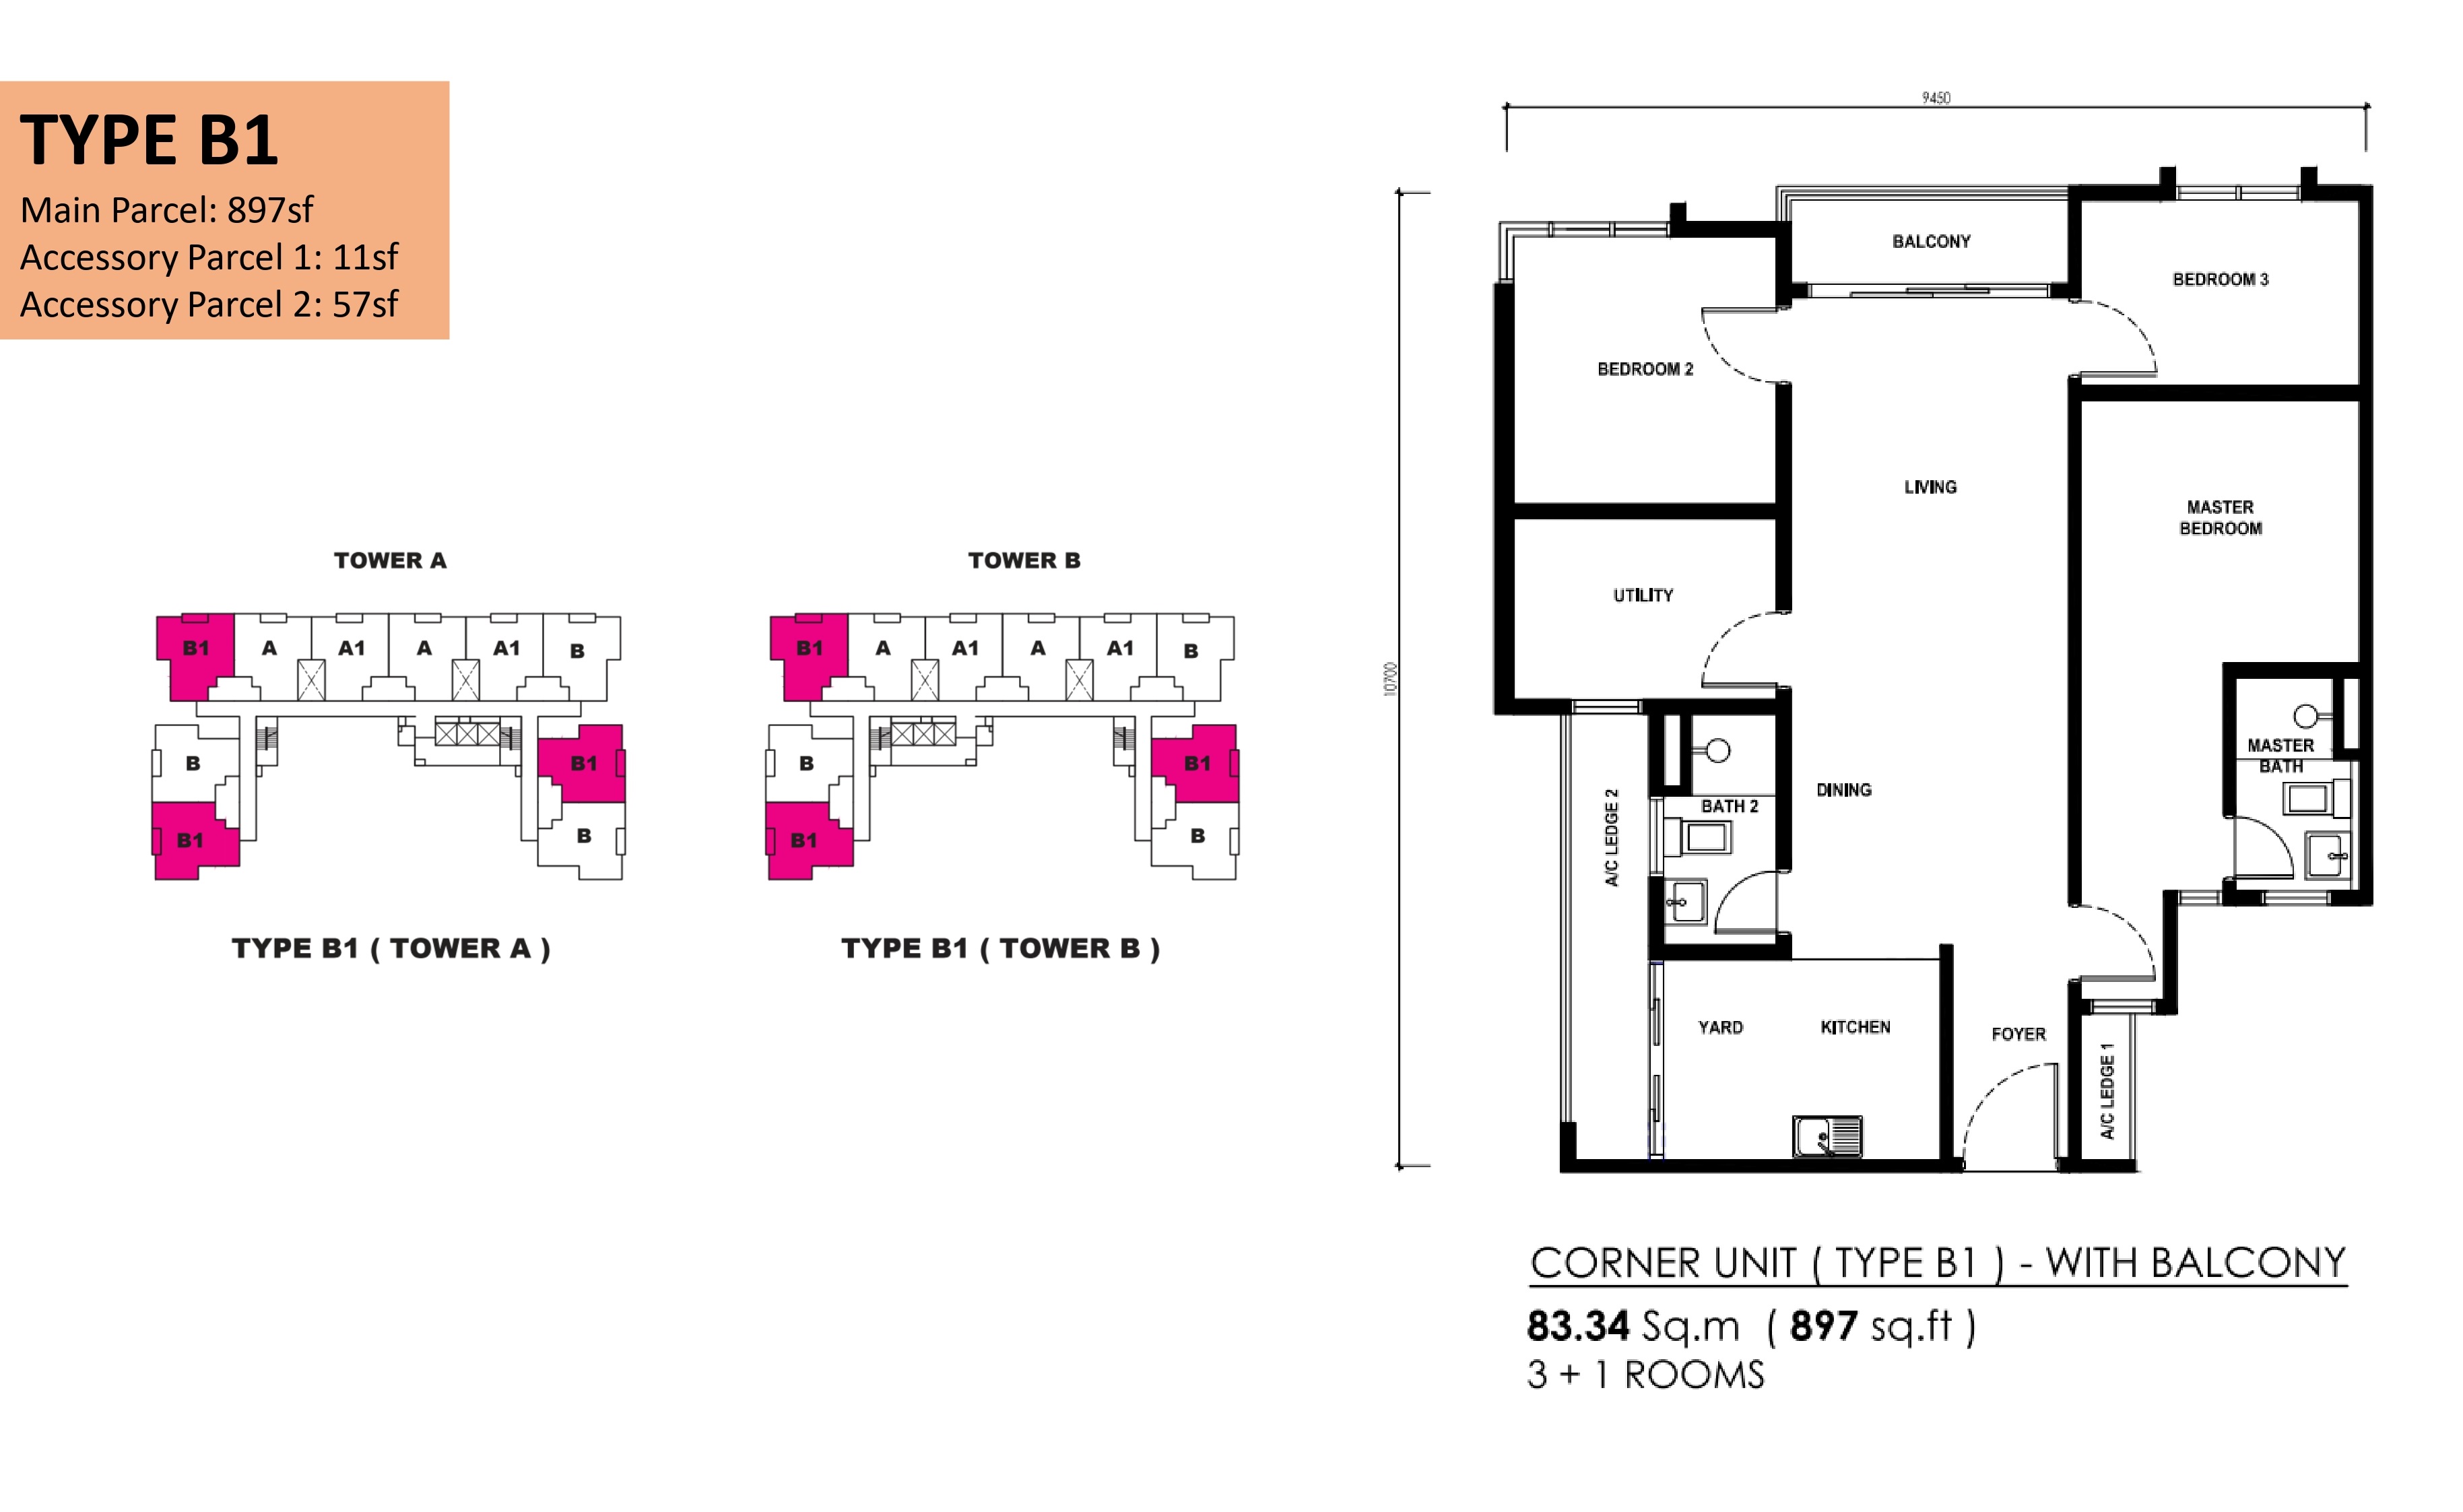 TYPE B1
Main Parcel: 897sf
Accessory Parcel 1: 11sf
Accessory Parcel 2: 57sf
TOWER A
B1 A A1 A A1 B
B B1
B1 B
TYPE B1 ( TOWER A )
TOWER B
B1 A A1 A A1 B
B B1
B1 B
TYPE B1 ( TOWER B )
9450
10700
BALCONY
BEDROOM 3
BEDROOM 2
LIVING
MASTER
BEDROOM
UTILITY
MASTER
BATH
DINING
BATH 2
A/C LEDGE 2
YARD
KITCHEN
FOYER
A/C LEDGE 1
CORNER UNIT ( TYPE B1 ) - WITH BALCONY
83.34 Sq.m ( 897 sq.ft )
3 + 1 ROOMS